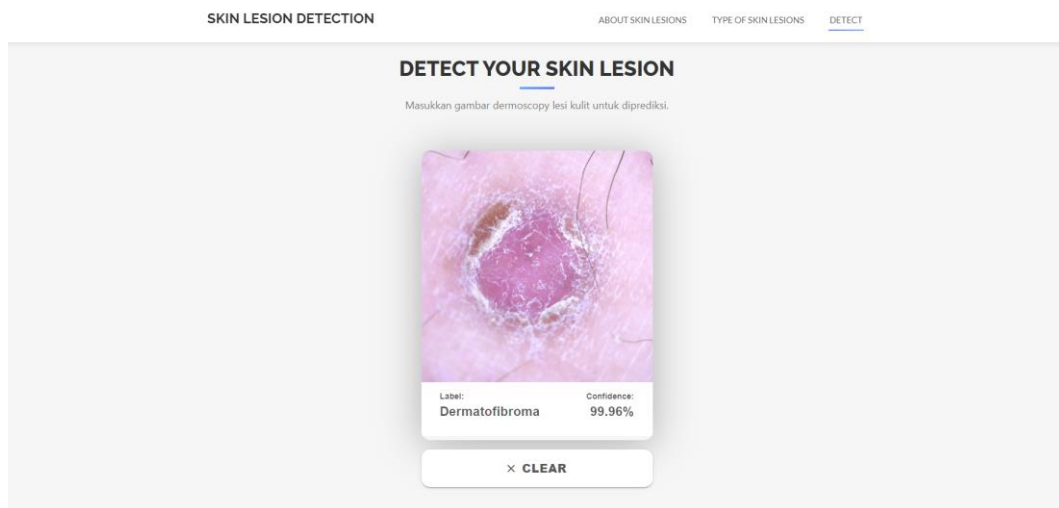 SKIN LESION DETECTION
ABOUT SKIN LESIONS
TYPE OF SKIN LESIONS
DETECT
DETECT YOUR SKIN LESION
Masukkan gambar dermoscopy lesi kulit untuk diprediksi.
Label:
Confidence:
Dermatofibroma
99.96%
× CLEAR